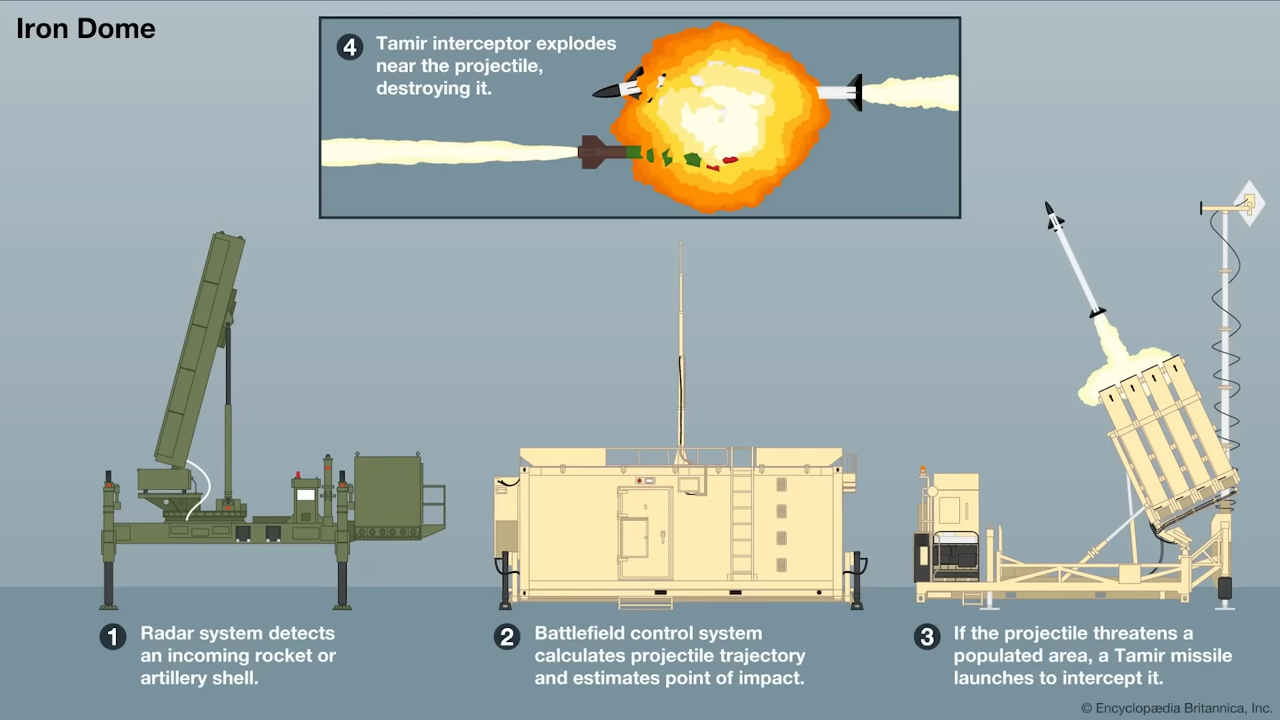 Iron Dome
4 Tamir interceptor explodes
near the projectile,
destroying it.
1 Radar system detects
an incoming rocket or
artillery shell.
2 Battlefield control system
calculates projectile trajectory
and estimates point of impact.
3 If the projectile threatens a
populated area, a Tamir missile
launches to intercept it.
© Encyclopædia Britannica, Inc.